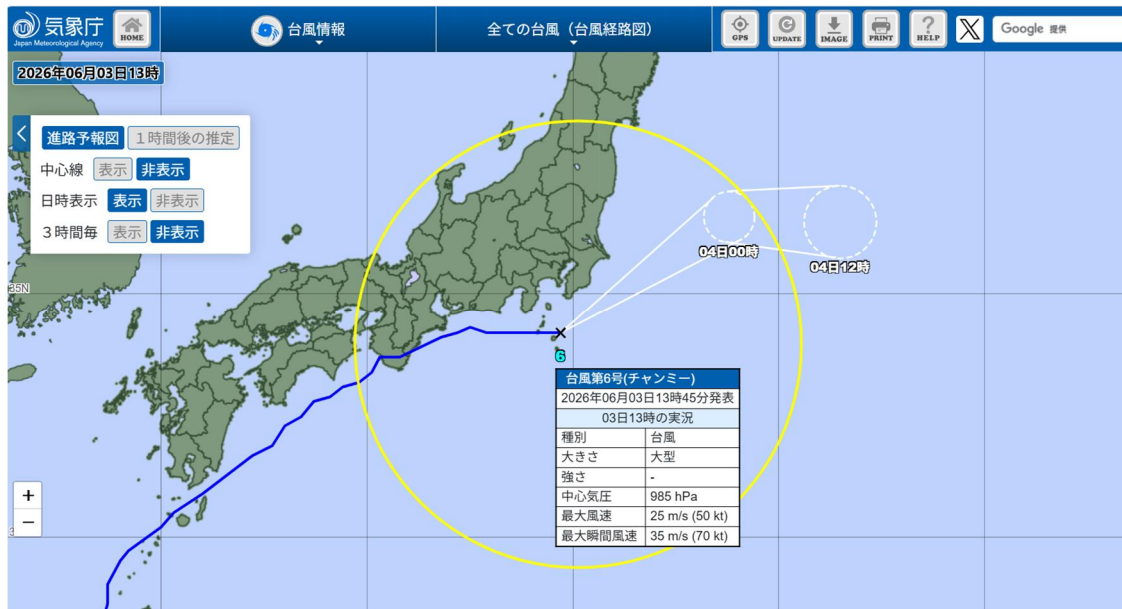 気象庁
Japan Meteorological Agency
HOME
台風情報
全ての台風（台風経路図）
GPS
UPDATE
IMAGE
PRINT
HELP
X
Google 提供
2026年06月03日13時
進路予報図 １時間後の推定
中心線 表示 非表示
日時表示 表示 非表示
３時間毎 表示 非表示
04日00時
04日12時
35N
6
台風第6号(チャンミー)
2026年06月03日13時45分発表
03日13時の実況
種別 台風
大きさ 大型
強さ -
中心気圧 985 hPa
最大風速 25 m/s (50 kt)
最大瞬間風速 35 m/s (70 kt)
+
−